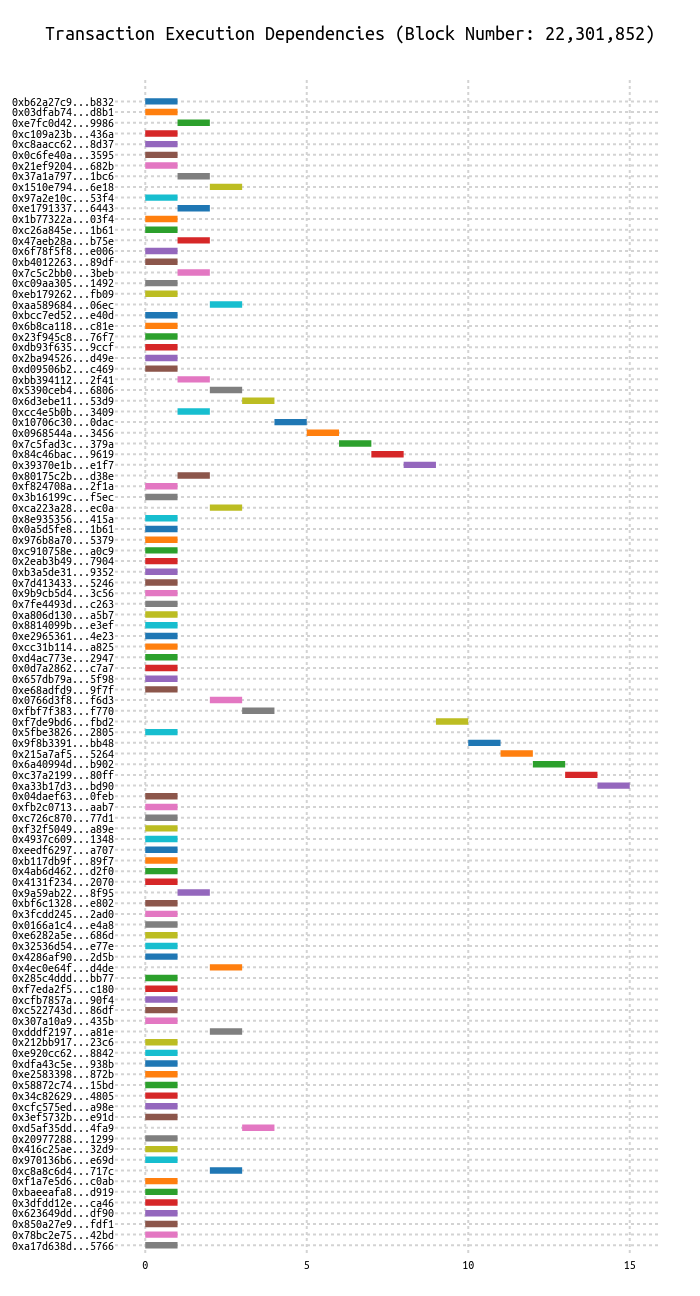 Transaction Execution Dependencies (Block Number: 22,301,852)
0xb62a27c9...b832
0x03dfab74...d8b1
0xe7fc0d42...9986
0xc109a23b...436a
0xc8aacc62...8d37
0x0c6fe40a...3595
0x21ef9204...682b
0x37a1a797...1bc6
0x1510e794...6e18
0x97a2e10c...53f4
0xe1791337...6443
0x1b77322a...03f4
0xc26a845e...1b61
0x47aeb28a...b75e
0x6f78f5f8...e006
0xb4012263...89df
0x7c5c2bb0...3beb
0xc09aa305...1492
0xeb179262...fb09
0xaa589684...06ec
0xbcc7ed52...e40d
0x6b8ca118...c81e
0x23f945c8...76f7
0xdb93f635...9ccf
0x2ba94526...d49e
0xd09506b2...c469
0xbb394112...2f41
0x5390ceb4...6806
0x6d3ebe11...53d9
0xcc4e5b0b...3409
0x10706c30...0dac
0x0968544a...3456
0x7c5fad3c...379a
0x84c46bac...9619
0x39370e1b...e1f7
0x80175c2b...d38e
0xf824708a...2f1a
0x3b16199c...f5ec
0xca223a28...ec0a
0x8e935356...415a
0x0a5d5fe8...1b61
0x976b8a70...5379
0xc910758e...a0c9
0x2eab3b49...7904
0xb3a5de31...9352
0x7d413433...5246
0x9b9cb5d4...3c56
0x7fe4493d...c263
0xa806d130...a5b7
0x8814099b...e3ef
0xe2965361...4e23
0xcc31b114...a825
0xd4ac773e...2947
0x0d7a2862...c7a7
0x657db79a...5f98
0xe68adfd9...9f7f
0x0766d3f8...f6d3
0xfbf7f383...f770
0xf7de9bd6...fbd2
0x5fbe3826...2805
0x9f8b3391...bb48
0x215a7af5...5264
0x6a40994d...b902
0xc37a2199...80ff
0xa33b17d3...bd90
0x04daef63...0feb
0xfb2c0713...aab7
0xc726c870...77d1
0xf32f5049...a89e
0x4937c609...1348
0xeedf6297...a707
0xb117db9f...89f7
0x4ab6d462...d2f0
0x4131f234...2070
0x9a59ab22...8f95
0xbf6c1328...e802
0x3fcdd245...2ad0
0x0166a1c4...e4a8
0xe6282a5e...686d
0x32536d54...e77e
0x4286af90...2d5b
0x4ec0e64f...d4de
0x285c4ddd...bb77
0xf7eda2f5...c180
0xcfb7857a...90f4
0xc522743d...86df
0x307a10a9...435b
0xdddf2197...a81e
0x212bb917...23c6
0xe920cc62...8842
0xdfa43c5e...938b
0xe2583398...872b
0x58872c74...15bd
0x34c82629...4805
0xcfc575ed...a98e
0x3ef5732b...e91d
0xd5af35dd...4fa9
0x20977288...1299
0x416c25ae...32d9
0x970136b6...e69d
0xc8a8c6d4...717c
0xf1a7e5d6...c0ab
0xbaeeafa8...d919
0x3dfdd12e...ca46
0x623649dd...df90
0x850a27e9...fdf1
0x78bc2e75...42bd
0xa17d638d...5766
0 5 10 15